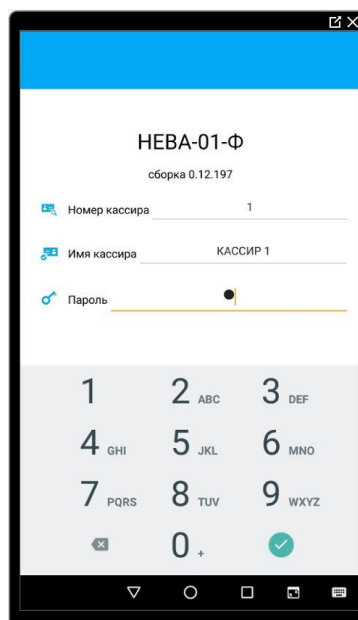 НЕВА-01-Ф
сборка 0.12.197
Номер кассира 1
Имя кассира КАССИР 1
Пароль ●
1 2 ABC 3 DEF
4 GHI 5 JKL 6 MNO
7 PQRS 8 TUV 9 WXYZ
0 +